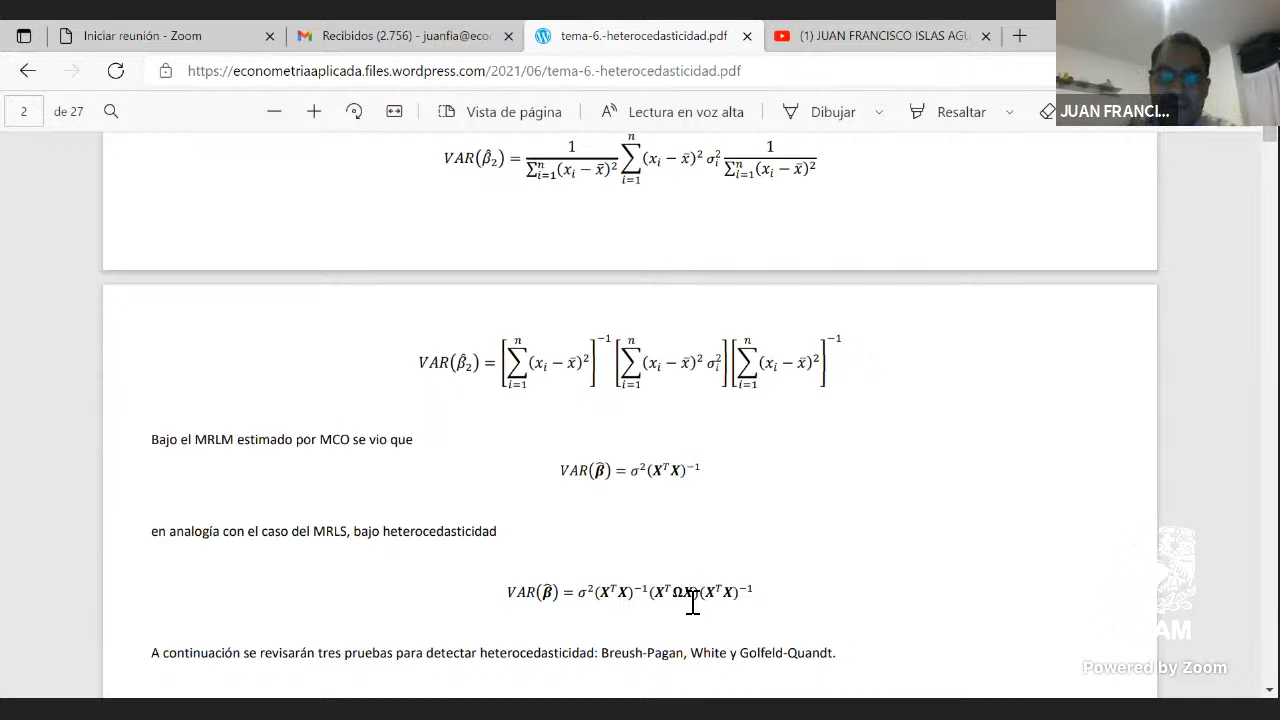 Iniciar reunión - Zoom
Recibidos (2.756) - juanfia@eco
tema-6.-heterocedasticidad.pdf
(1) JUAN FRANCISCO ISLAS AGU
https://econometriaaplicada.files.wordpress.com/2021/06/tema-6.-heterocedasticidad.pdf
JUAN FRANCI...
2 de 27
Vista de página
Lectura en voz alta
Dibujar
Resaltar
VAR(β̂₂) = 1 / ∑ⁿᵢ₌₁(xᵢ − x̄)² ∑ⁿᵢ₌₁(xᵢ − x̄)² σᵢ² 1 / ∑ⁿᵢ₌₁(xᵢ − x̄)²
VAR(β̂₂) = [∑ⁿᵢ₌₁(xᵢ − x̄)²]⁻¹ [∑ⁿᵢ₌₁(xᵢ − x̄)² σᵢ²] [∑ⁿᵢ₌₁(xᵢ − x̄)²]⁻¹
Bajo el MRLM estimado por MCO se vio que
VAR(β̂) = σ²(XᵀX)⁻¹
en analogía con el caso del MRLS, bajo heterocedasticidad
VAR(β̂) = σ²(XᵀX)⁻¹(XᵀΩX)(XᵀX)⁻¹
A continuación se revisarán tres pruebas para detectar heterocedasticidad: Breush-Pagan, White y Golfeld-Quandt.
Powered by Zoom